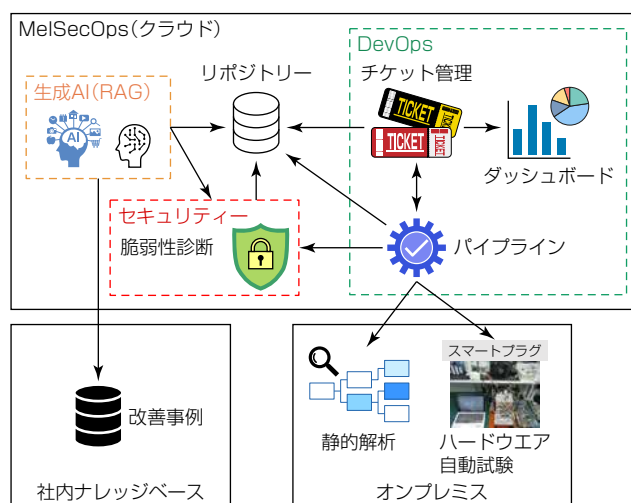 MelSecOps(クラウド)
DevOps
生成AI(RAG)
AI
リポジトリー
チケット管理
TICKET
TICKET
ダッシュボード
セキュリティー
脆弱性診断
パイプライン
スマートプラグ
改善事例
静的解析
ハードウエア
自動試験
社内ナレッジベース
オンプレミス